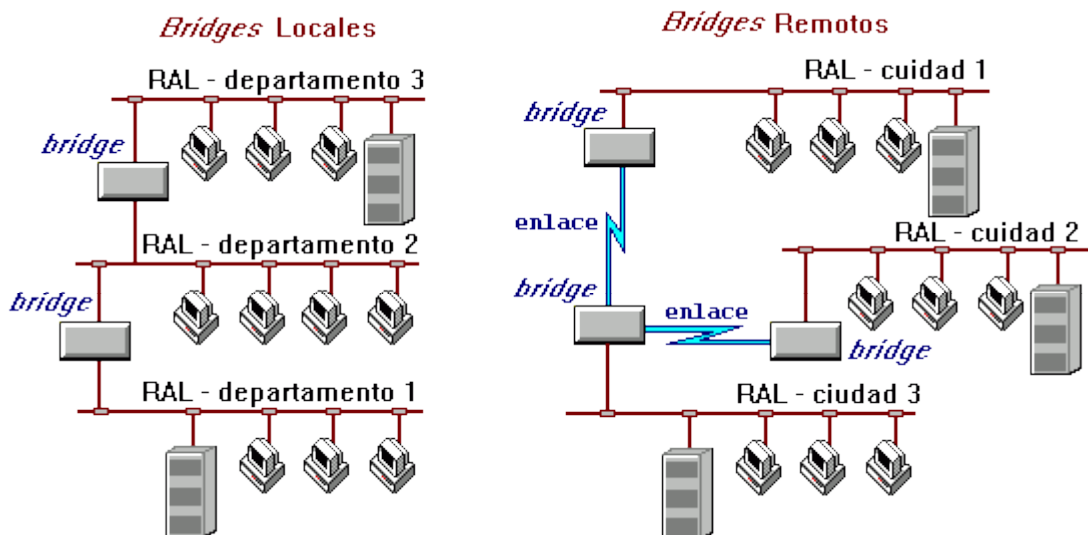 Bridges Locales
RAL - departamento 3
bridge
RAL - departamento 2
bridge
RAL - departamento 1
Bridges Remotos
RAL - cuidad 1
bridge
enlace
RAL - cuidad 2
bridge
enlace
bridge
RAL - ciudad 3